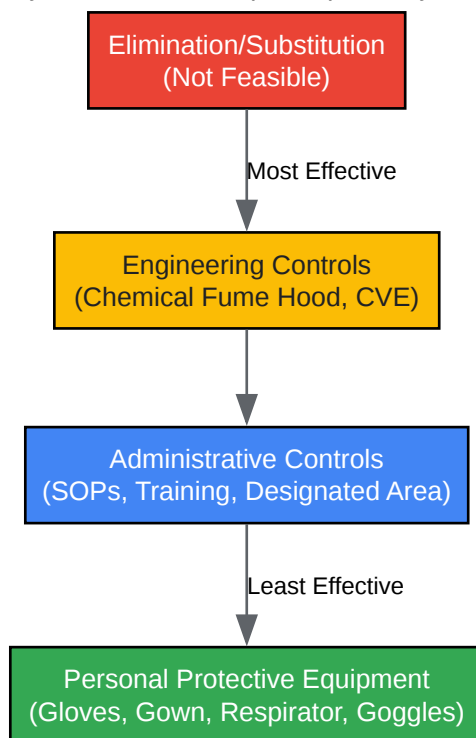 Elimination/Substitution
(Not Feasible)
Most Effective
Engineering Controls
(Chemical Fume Hood, CVE)
Administrative Controls
(SOPs, Training, Designated Area)
Least Effective
Personal Protective Equipment
(Gloves, Gown, Respirator, Goggles)